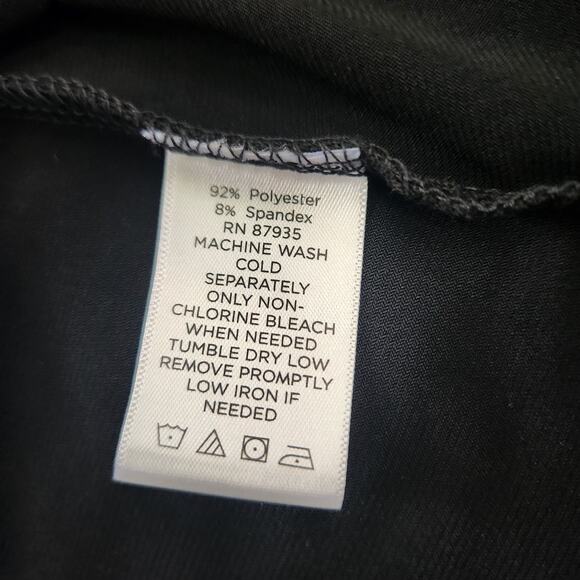 92% Polyester
8% Spandex
RN 87935
MACHINE WASH
COLD
SEPARATELY
ONLY NON-
CHLORINE BLEACH
WHEN NEEDED
TUMBLE DRY LOW
REMOVE PROMPTLY
LOW IRON IF
NEEDED